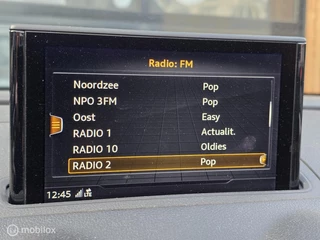 Radio: FM
Noordzee Pop
NPO 3FM Pop
Oost Easy
RADIO 1 Actualit.
RADIO 10 Oldies
RADIO 2 Pop
12:45 LTE
mobilox